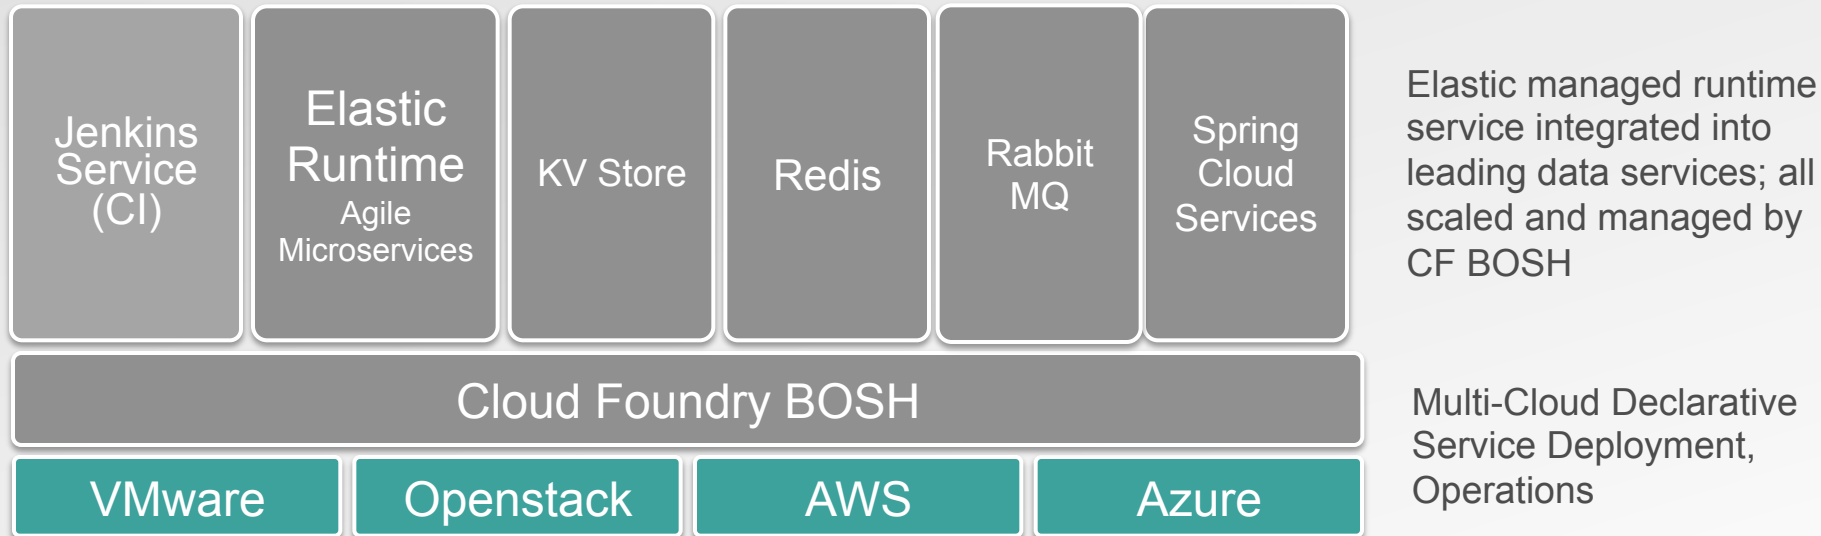 Jenkins
Service
(CI)
Elastic
Runtime
Agile
Microservices
KV Store
Redis
Rabbit
MQ
Spring
Cloud
Services
Elastic managed runtime
service integrated into
leading data services; all
scaled and managed by
CF BOSH
Cloud Foundry BOSH
Multi-Cloud Declarative
Service Deployment,
Operations
VMware
Openstack
AWS
Azure